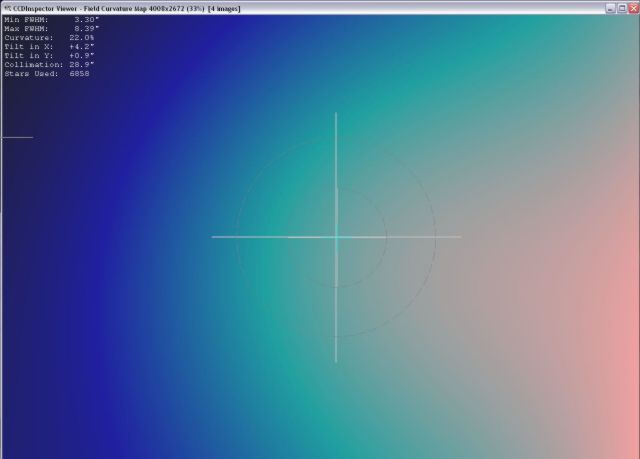 CCDInspector Viewer - Field Curvature Map 4008x2672 (33%) [4 images]
Min FWHM: 3.30"
Max FWHM: 8.39"
Curvature: 22.0%
Tilt in X: +4.2"
Tilt in Y: +0.9"
Collimation: 28.9"
Stars Used: 6858